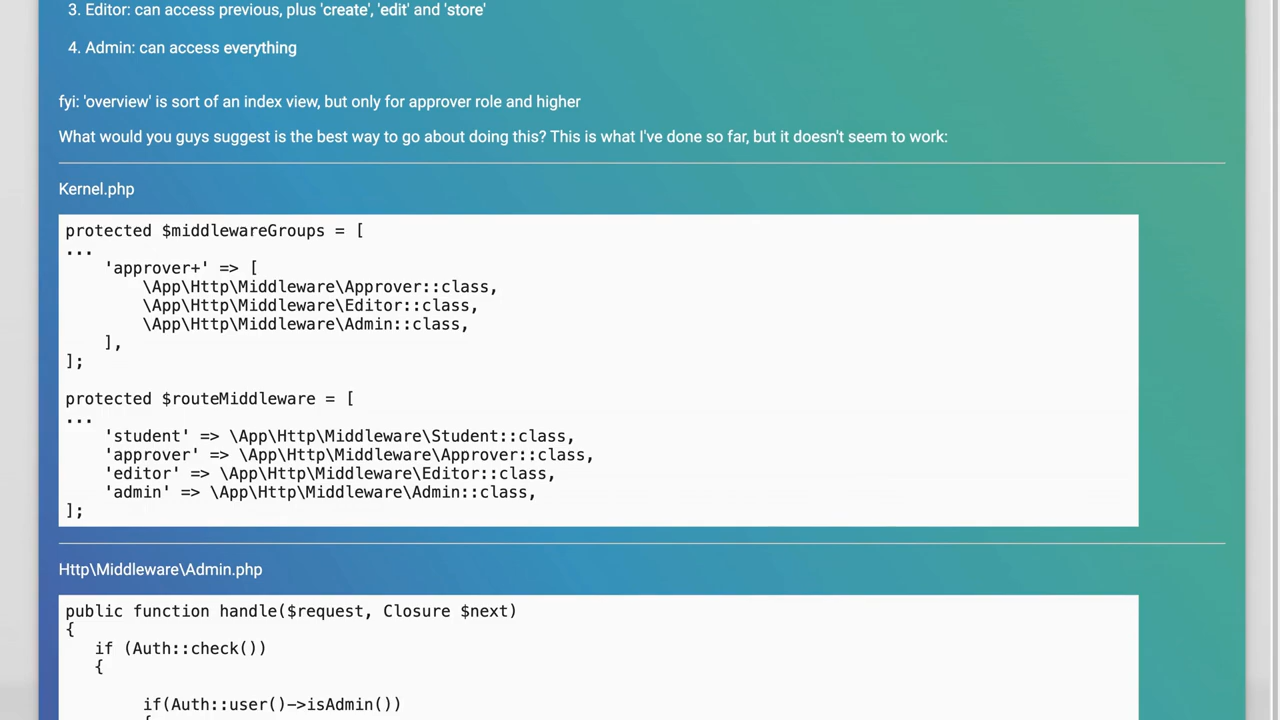 3. Editor: can access previous, plus 'create', 'edit' and 'store'
4. Admin: can access everything
fyi: 'overview' is sort of an index view, but only for approver role and higher
What would you guys suggest is the best way to go about doing this? This is what I've done so far, but it doesn't seem to work:
Kernel.php
protected $middlewareGroups = [
...
'approver+' => [
\App\Http\Middleware\Approver::class,
\App\Http\Middleware\Editor::class,
\App\Http\Middleware\Admin::class,
],
];
protected $routeMiddleware = [
...
'student' => \App\Http\Middleware\Student::class,
'approver' => \App\Http\Middleware\Approver::class,
'editor' => \App\Http\Middleware\Editor::class,
'admin' => \App\Http\Middleware\Admin::class,
];
Http\Middleware\Admin.php
public function handle($request, Closure $next)
{
if (Auth::check())
{
if(Auth::user()->isAdmin())
{